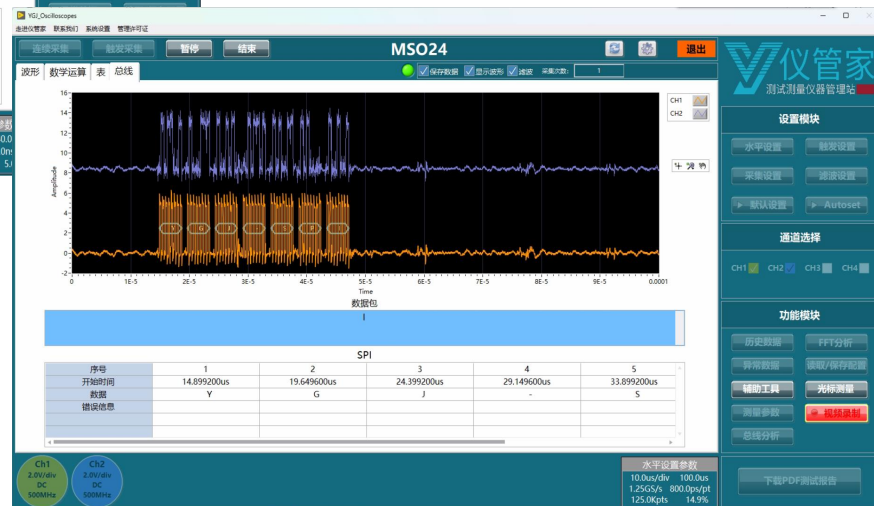 YGJ_Oscilloscopes
走进仪管家 联系我们 系统设置 管理许可证
连续采集 触发采集 暂停 结束 MSO24 退出
波形 数学运算 表 总线 保存数据 显示波形 滤波 采集次数: 1
仪管家
测试测量仪器管理站
CH1
CH2
Amplitude
16
14
12
10
8
6
4
2
0
-2
Y G J - S P I
0 1E-5 2E-5 3E-5 4E-5 5E-5 6E-5 7E-5 8E-5 9E-5 0.0001
Time
数据包
I
SPI
序号 1 2 3 4 5
开始时间 14.899200us 19.649600us 24.399200us 29.149600us 33.899200us
数据 Y G J - S
错误信息
Ch1
2.0V/div
DC
500MHz
Ch2
2.0V/div
DC
500MHz
水平设置参数
10.0us/div 100.0us
1.25GS/s 800.0ps/pt
125.0Kpts 14.9%
设置模块
水平设置 触发设置
采集设置 滤波设置
默认设置 Autoset
通道选择
CH1 CH2 CH3 CH4
功能模块
历史数据 FFT分析
异常数据 读取/保存配置
辅助工具 光标测量
测量参数 视频录制
总线分析
下载PDF测试报告